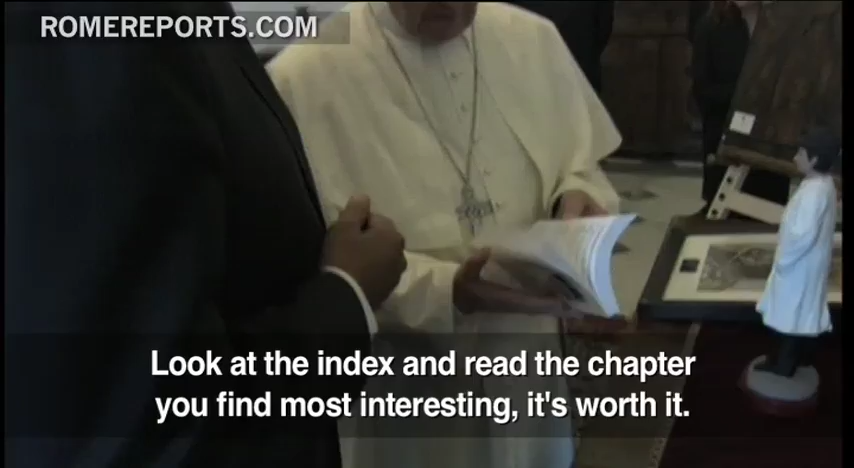 ROMEREPORTS.COM
Look at the index and read the chapter
you find most interesting, it's worth it.